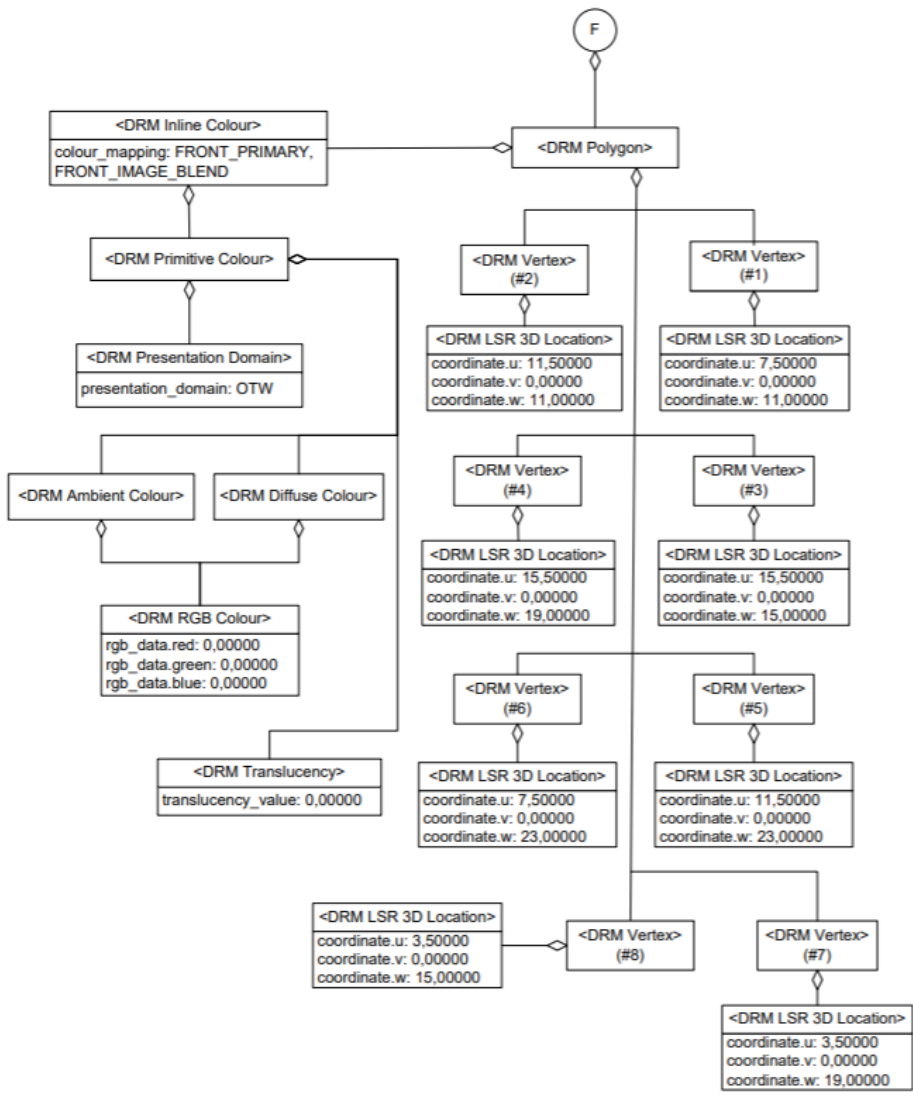 F
<DRM Inline Colour>
colour_mapping: FRONT_PRIMARY,
FRONT_IMAGE_BLEND
<DRM Polygon>
<DRM Primitive Colour>
<DRM Vertex>
(#2)
<DRM Vertex>
(#1)
<DRM Presentation Domain>
presentation_domain: OTW
<DRM LSR 3D Location>
coordinate.u: 11,50000
coordinate.v: 0,00000
coordinate.w: 11,00000
<DRM LSR 3D Location>
coordinate.u: 7,50000
coordinate.v: 0,00000
coordinate.w: 11,00000
<DRM Ambient Colour>
<DRM Diffuse Colour>
<DRM Vertex>
(#4)
<DRM Vertex>
(#3)
<DRM LSR 3D Location>
coordinate.u: 15,50000
coordinate.v: 0,00000
coordinate.w: 19,00000
<DRM LSR 3D Location>
coordinate.u: 15,50000
coordinate.v: 0,00000
coordinate.w: 15,00000
<DRM RGB Colour>
rgb_data.red: 0,00000
rgb_data.green: 0,00000
rgb_data.blue: 0,00000
<DRM Vertex>
(#6)
<DRM Vertex>
(#5)
<DRM Translucency>
translucency_value: 0,00000
<DRM LSR 3D Location>
coordinate.u: 7,50000
coordinate.v: 0,00000
coordinate.w: 23,00000
<DRM LSR 3D Location>
coordinate.u: 11,50000
coordinate.v: 0,00000
coordinate.w: 23,00000
<DRM LSR 3D Location>
coordinate.u: 3,50000
coordinate.v: 0,00000
coordinate.w: 15,00000
<DRM Vertex>
(#8)
<DRM Vertex>
(#7)
<DRM LSR 3D Location>
coordinate.u: 3,50000
coordinate.v: 0,00000
coordinate.w: 19,00000